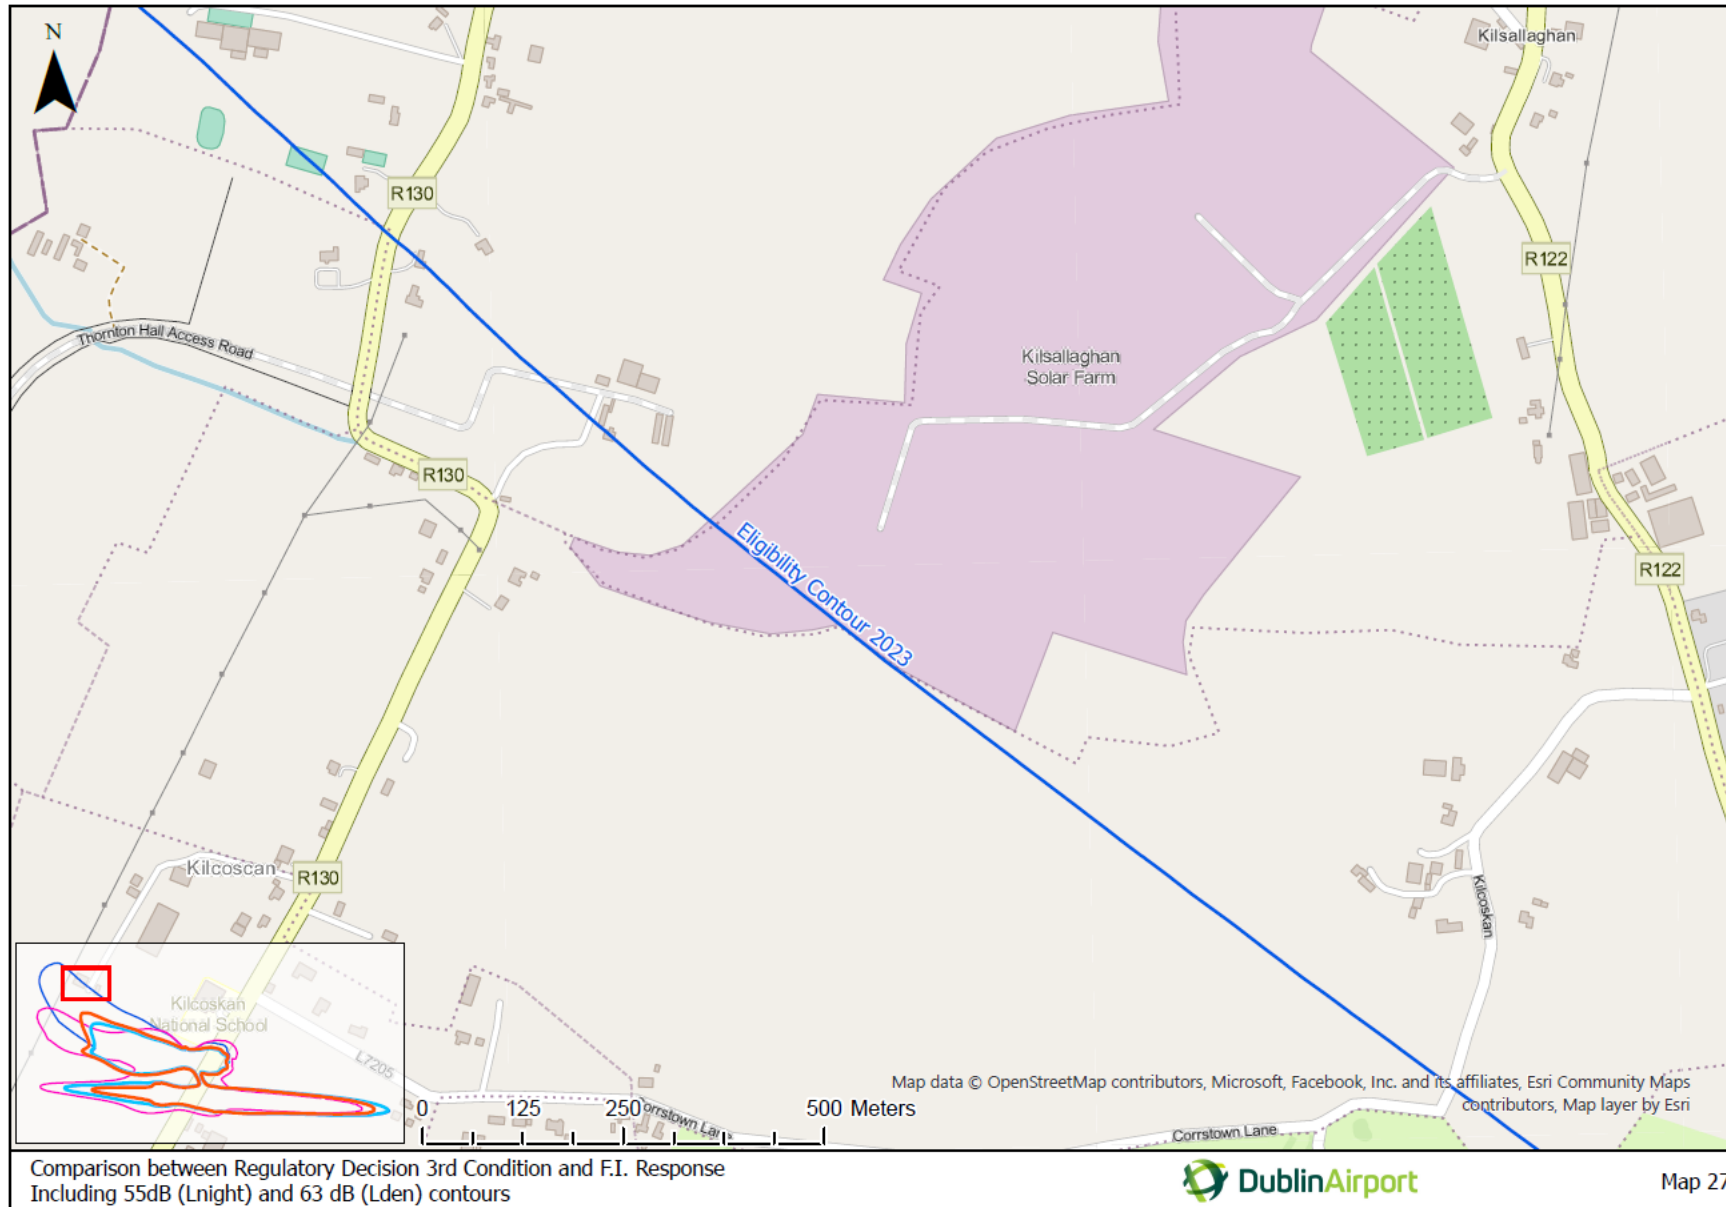 N
Kilsallaghan
R130
R122
Thornton Hall Access Road
Kilsallaghan
Solar Farm
R130
Eligibility Contour 2023
R122
Kilcoscan
R130
Kilcoskan
Kilcoskan
National School
L7205
Map data © OpenStreetMap contributors, Microsoft, Facebook, Inc. and its affiliates, Esri Community Maps
contributors, Map layer by Esri
0 125 250 500 Meters
Corrstown Lane
Corrstown Lane
Comparison between Regulatory Decision 3rd Condition and F.I. Response
Including 55dB (Lnight) and 63 dB (Lden) contours
DublinAirport
Map 27